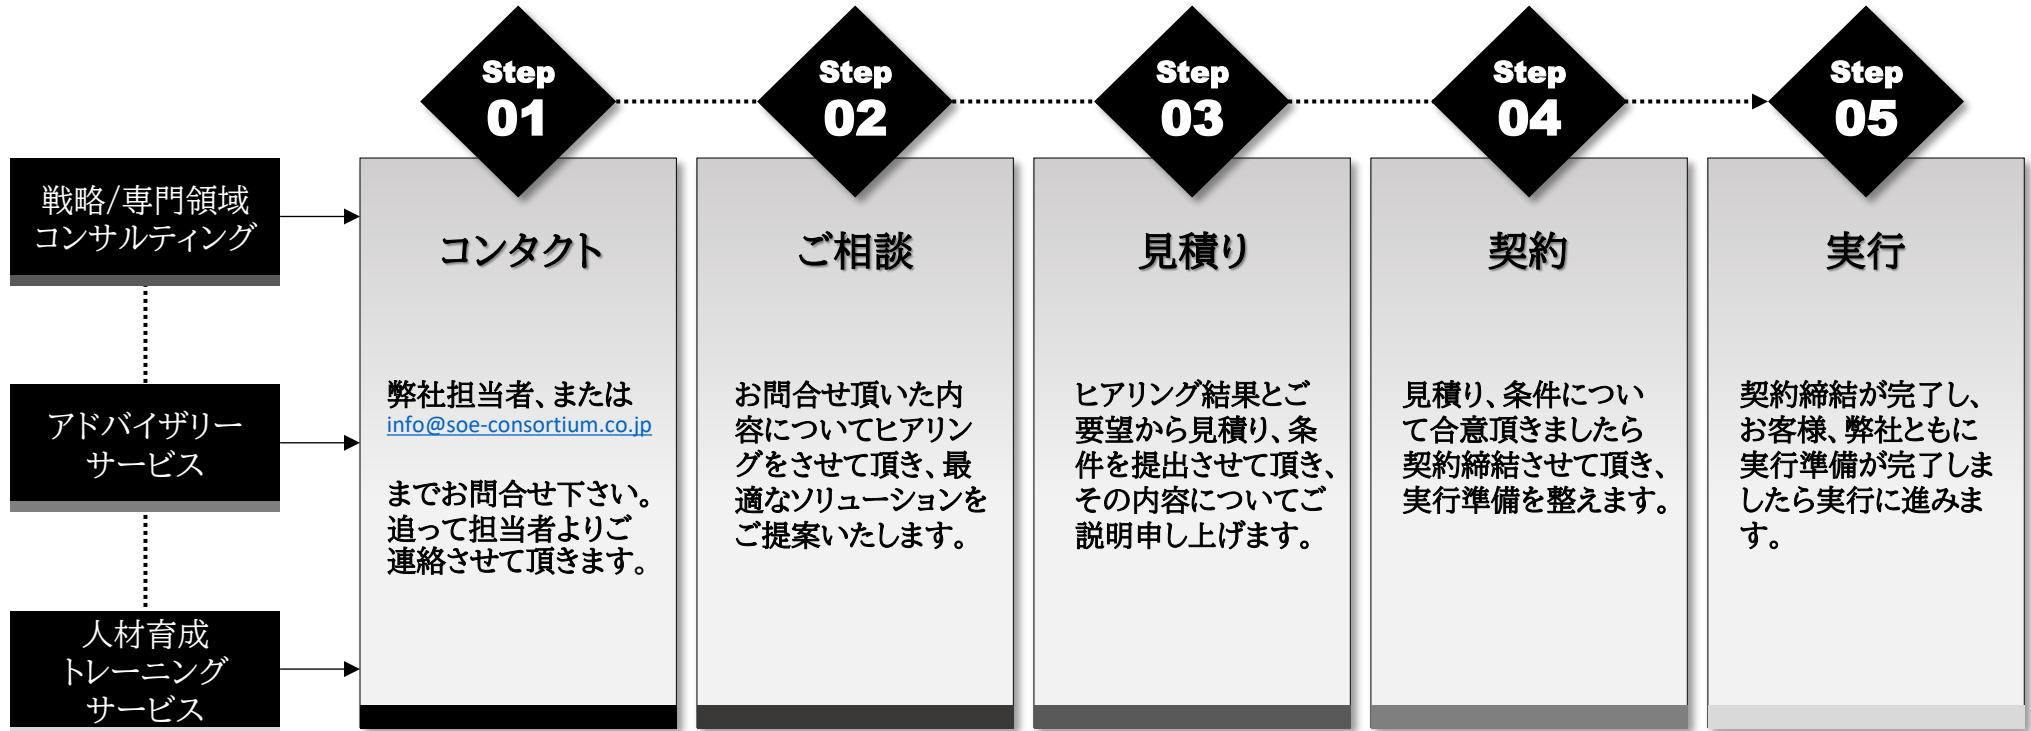 戦略/専門領域
コンサルティング
アドバイザリー
サービス
人材育成
トレーニング
サービス
Step
01
コンタクト
弊社担当者、または
info@soe-consortium.co.jp
までお問合せ下さい。
追って担当者よりご
連絡させて頂きます。
Step
02
ご相談
お問合せ頂いた内
容についてヒアリン
グをさせて頂き、最
適なソリューションを
ご提案いたします。
Step
03
見積り
ヒアリング結果とご
要望から見積り、条
件を提出させて頂き、
その内容についてご
説明申し上げます。
Step
04
契約
見積り、条件につい
て合意頂きましたら
契約締結させて頂き、
実行準備を整えます。
Step
05
実行
契約締結が完了し、
お客様、弊社ともに
実行準備が完了しま
したら実行に進みま
す。